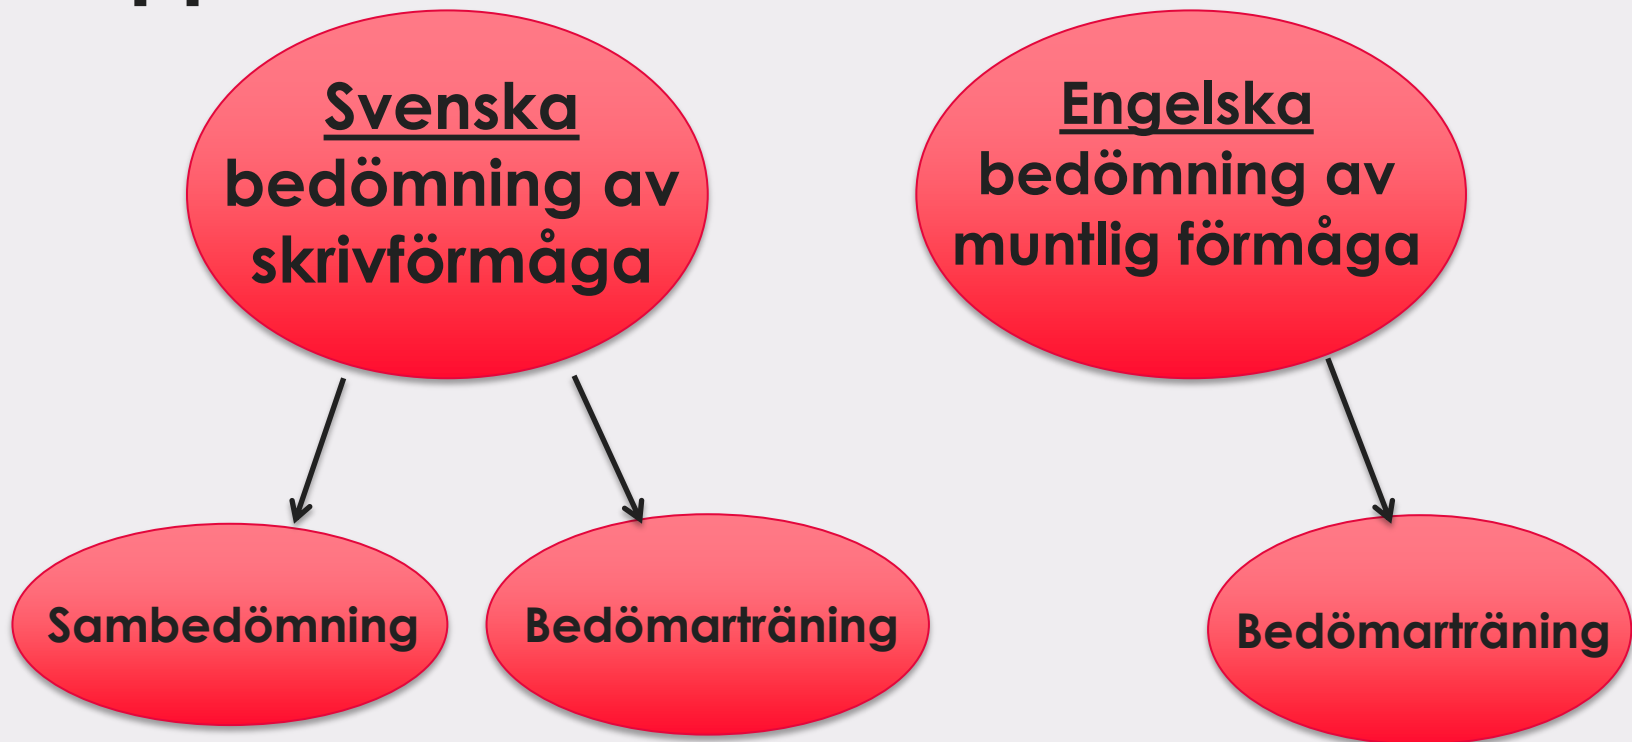 Svenska
bedömning av
skrivförmåga
Engelska
bedömning av
muntlig förmåga
Sambedömning
Bedömarträning
Bedömarträning